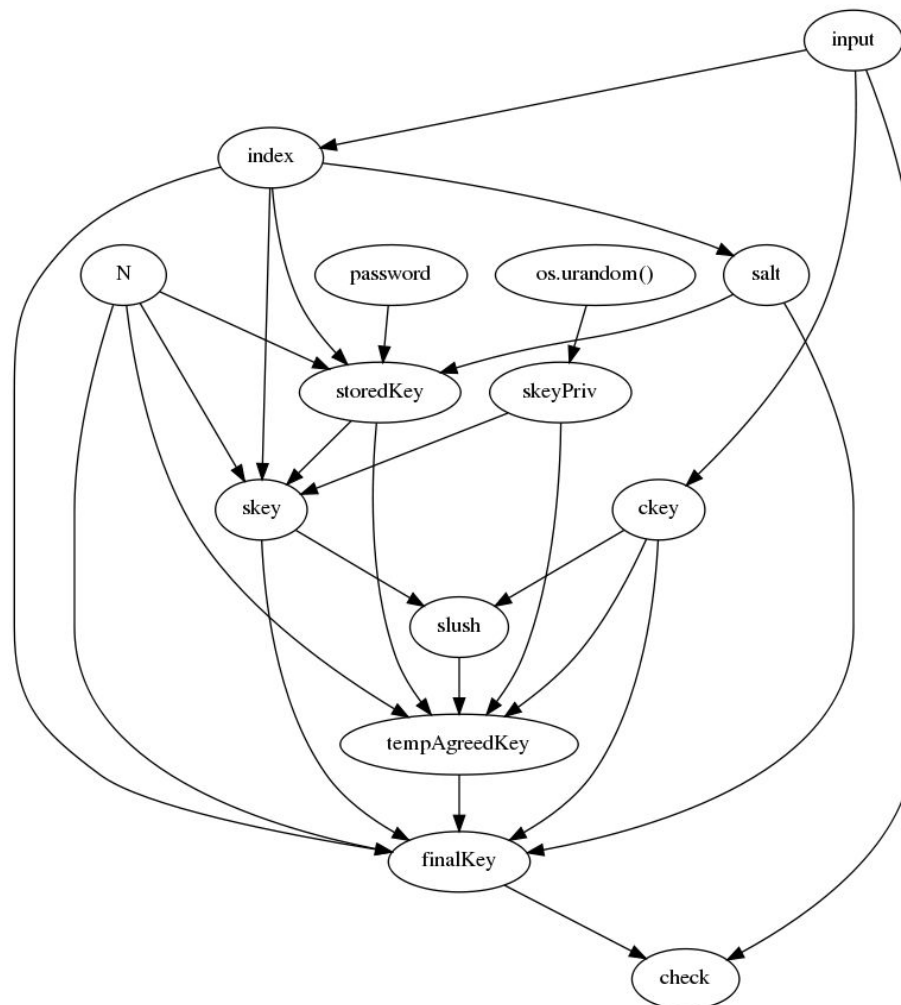 input
index
N
password
os.urandom()
salt
storedKey
skeyPriv
skey
ckey
slush
tempAgreedKey
finalKey
check